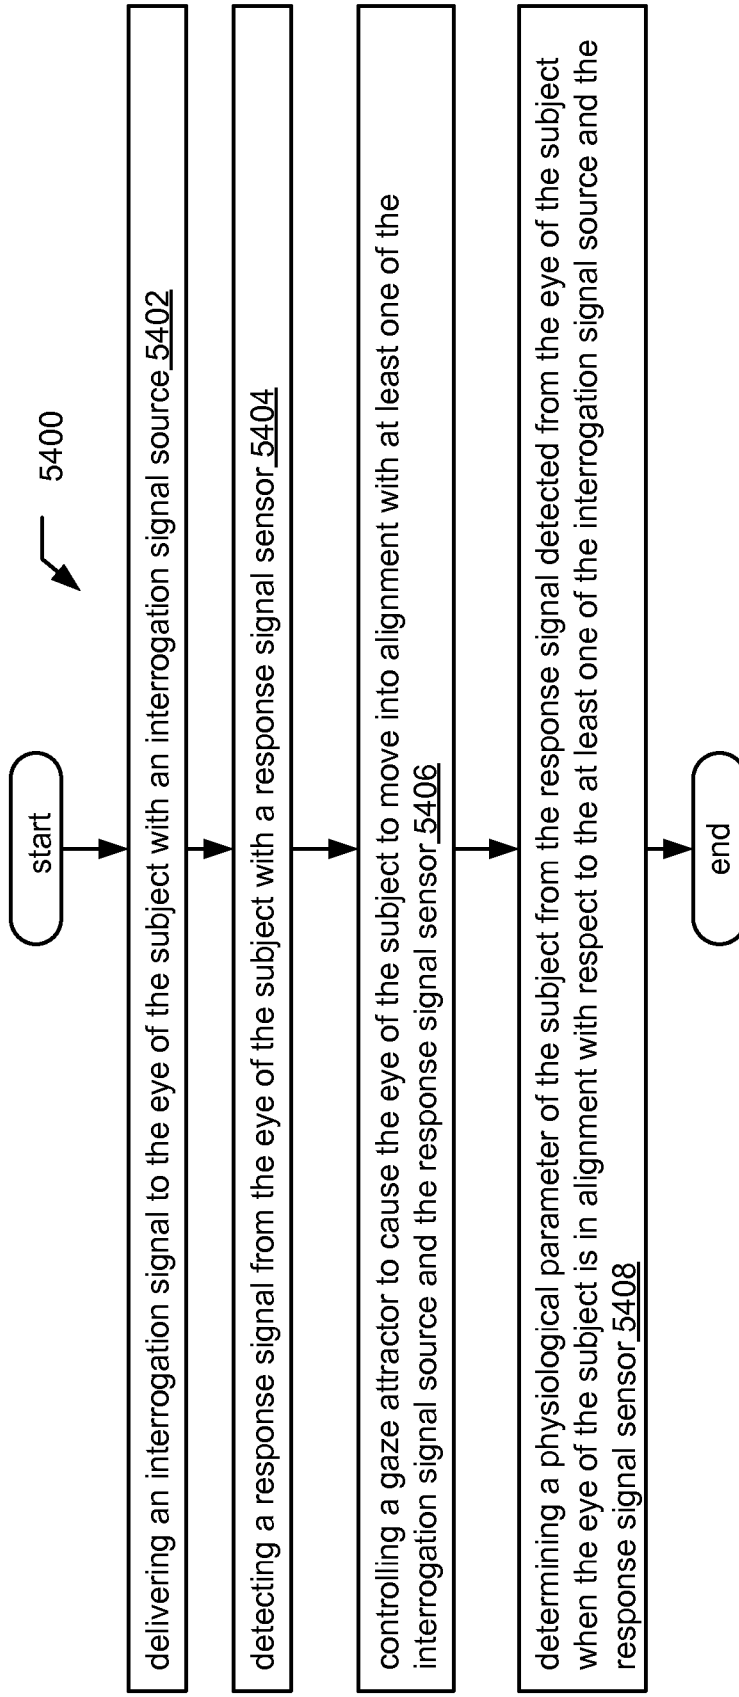 5400
start
delivering an interrogation signal to the eye of the subject with an interrogation signal source 5402
detecting a response signal from the eye of the subject with a response signal sensor 5404
controlling a gaze attractor to cause the eye of the subject to move into alignment with at least one of the
interrogation signal source and the response signal sensor 5406
determining a physiological parameter of the subject from the response signal detected from the eye of the subject
when the eye of the subject is in alignment with respect to the at least one of the interrogation signal source and the
response signal sensor 5408
end